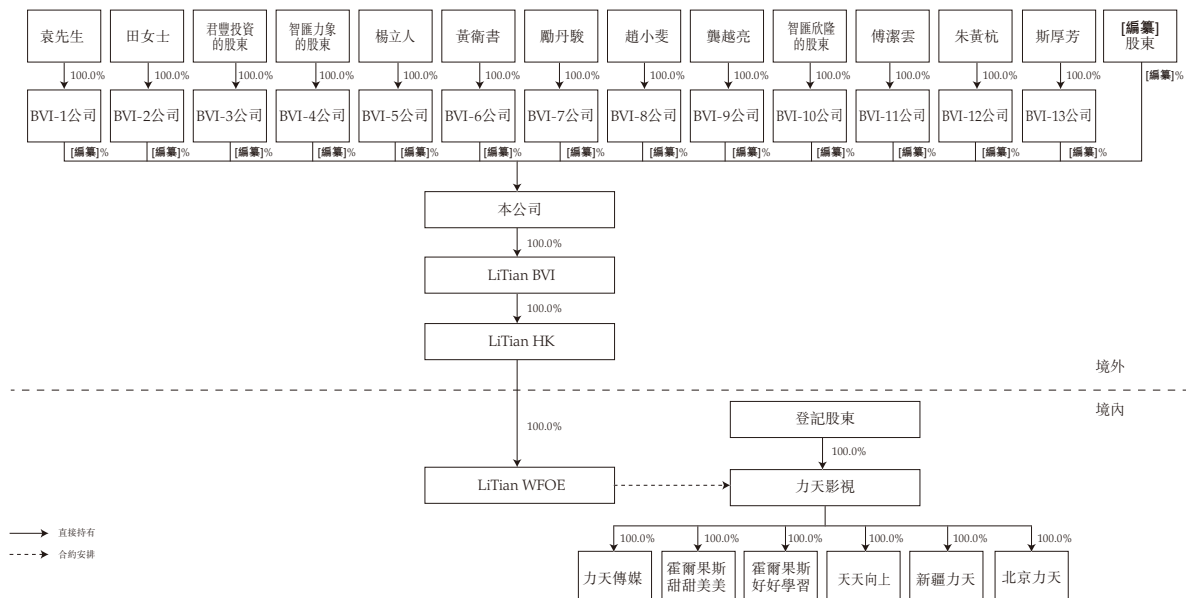 袁先生
田女士
君豐投資
的股東
智匯力象
的股東
楊立人
黃衛書
勵丹駿
趙小斐
龔越亮
智匯欣隆
的股東
傅潔雲
朱黃杭
斯厚芳
[編纂]
股東
100.0%
100.0%
100.0%
100.0%
100.0%
100.0%
100.0%
100.0%
100.0%
100.0%
100.0%
100.0%
100.0%
[編纂]%
BVI-1公司
BVI-2公司
BVI-3公司
BVI-4公司
BVI-5公司
BVI-6公司
BVI-7公司
BVI-8公司
BVI-9公司
BVI-10公司
BVI-11公司
BVI-12公司
BVI-13公司
[編纂]%
[編纂]%
[編纂]%
[編纂]%
[編纂]%
[編纂]%
[編纂]%
[編纂]%
[編纂]%
[編纂]%
[編纂]%
[編纂]%
[編纂]%
本公司
100.0%
LiTian BVI
100.0%
LiTian HK
境外
境內
100.0%
登記股東
100.0%
LiTian WFOE
力天影視
直接持有
合約安排
100.0%
100.0%
100.0%
100.0%
100.0%
100.0%
力天傳媒
霍爾果斯
甜甜美美
霍爾果斯
好好學習
天天向上
新疆力天
北京力天